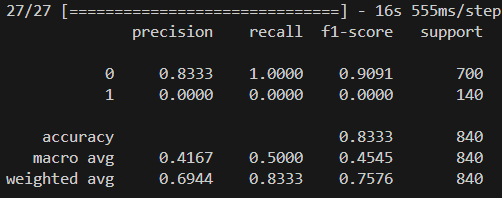 27/27 [==============================] - 16s 555ms/step
precision recall f1-score support
0 0.8333 1.0000 0.9091 700
1 0.0000 0.0000 0.0000 140
accuracy 0.8333 840
macro avg 0.4167 0.5000 0.4545 840
weighted avg 0.6944 0.8333 0.7576 840